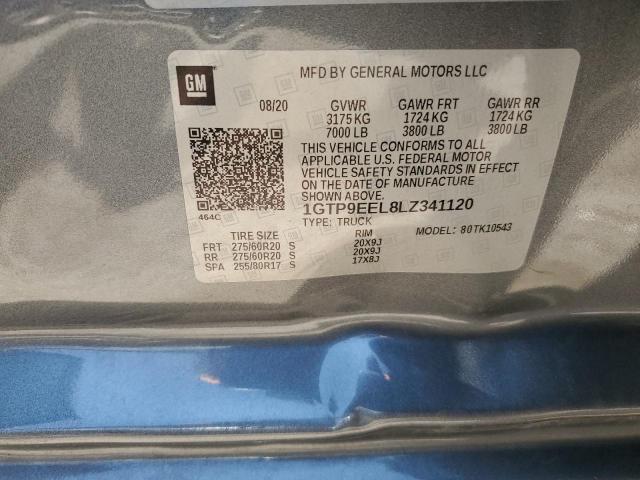 GM
MFD BY GENERAL MOTORS LLC
08/20 GVWR GAWR FRT GAWR RR
3175 KG 1724 KG 1724 KG
7000 LB 3800 LB 3800 LB
THIS VEHICLE CONFORMS TO ALL
APPLICABLE U.S. FEDERAL MOTOR
VEHICLE SAFETY STANDARDS IN EFFECT
ON THE DATE OF MANUFACTURE
SHOWN ABOVE.
464C 1GTP9EEL8LZ341120
TYPE: TRUCK
TIRE SIZE RIM MODEL: 80TK10543
FRT 275/60R20 S 20X9J
RR 275/60R20 S 20X9J
SPA 255/80R17 S 17X8J